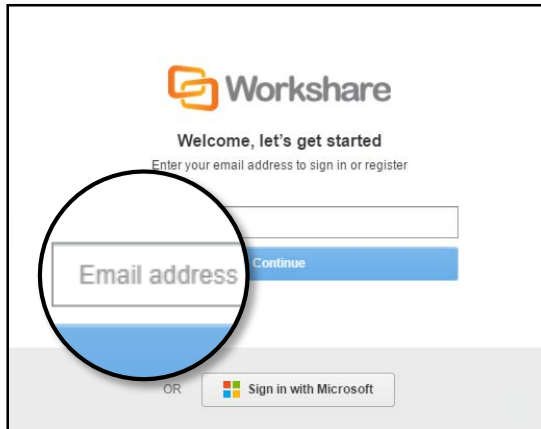 Workshare
Welcome, let's get started
Enter your email address to sign in or register
Email address
Continue
OR
Sign in with Microsoft